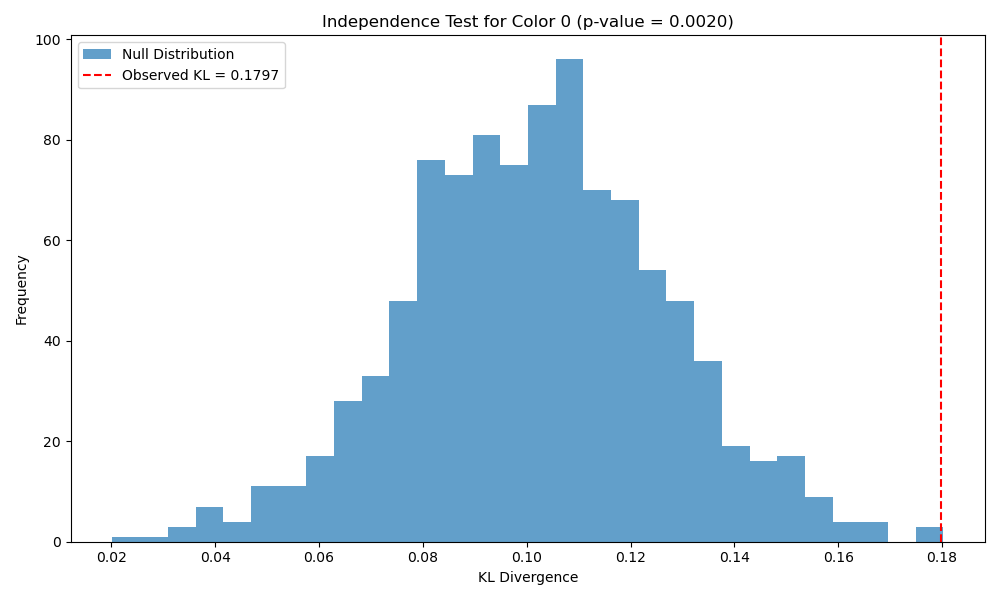 Independence Test for Color 0 (p-value = 0.0020)
Null Distribution
Observed KL = 0.1797
100
80
60
40
20
0
Frequency
0.02 0.04 0.06 0.08 0.10 0.12 0.14 0.16 0.18
KL Divergence